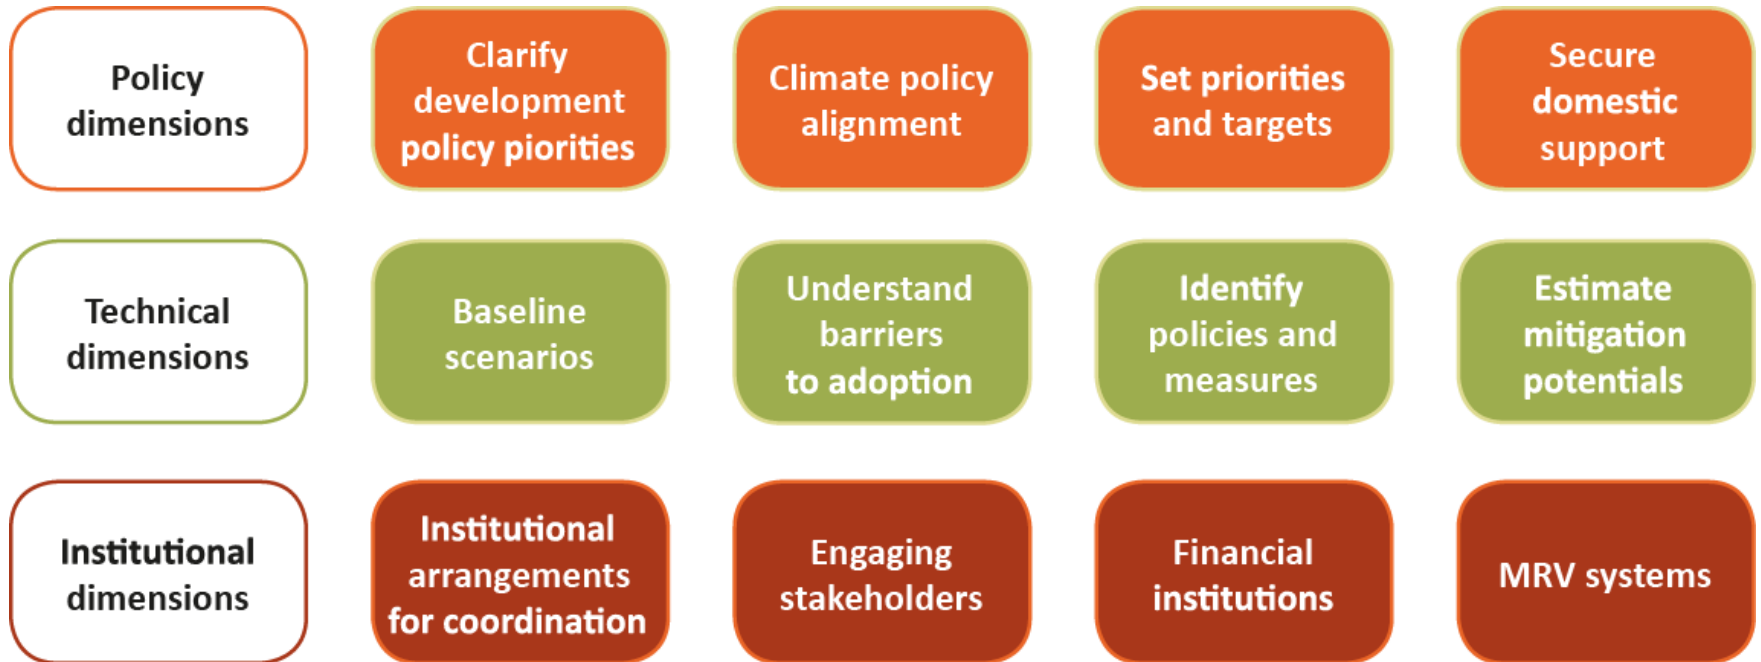 Policy
dimensions
Clarify
development
policy piorities
Climate policy
alignment
Set priorities
and targets
Secure
domestic
support
Technical
dimensions
Baseline
scenarios
Understand
barriers
to adoption
Identify
policies and
measures
Estimate
mitigation
potentials
Institutional
dimensions
Institutional
arrangements
for coordination
Engaging
stakeholders
Financial
institutions
MRV systems